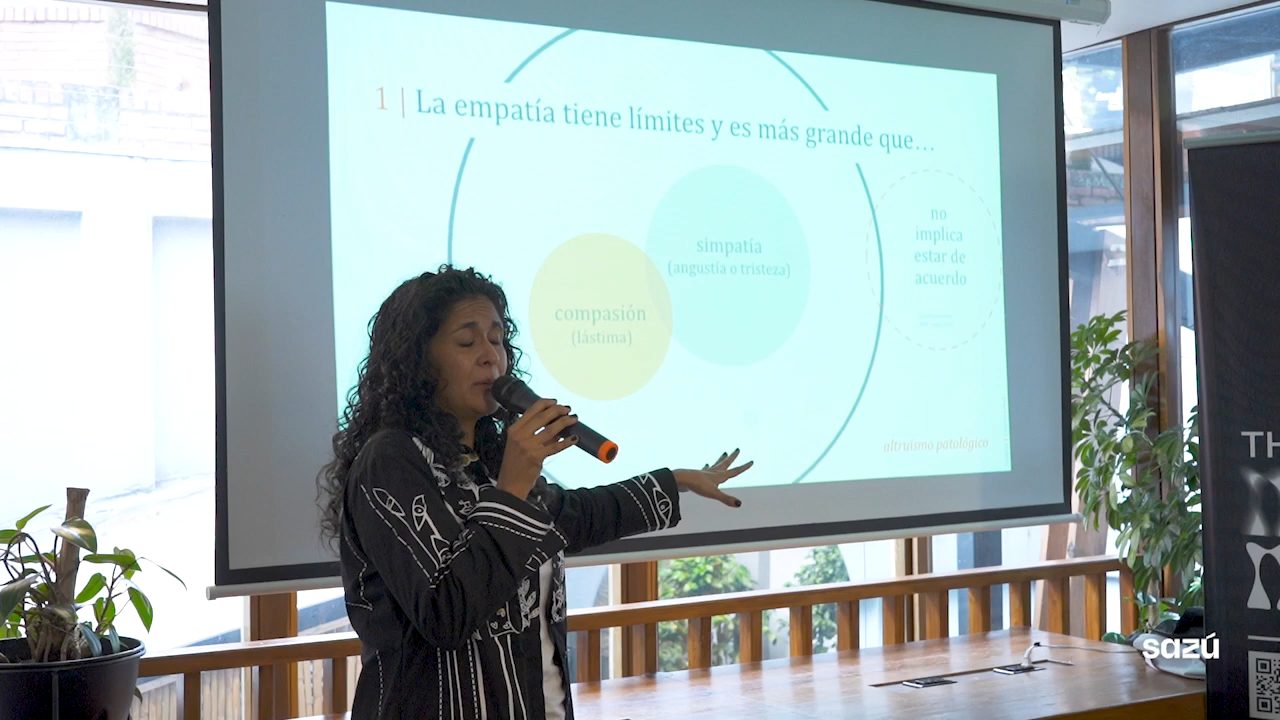 1 | La empatía tiene límites y es más grande que...
simpatía
(angustia o tristeza)
compasión
(lástima)
no
implica
estar de
acuerdo
altruismo patológico
TH
sazú